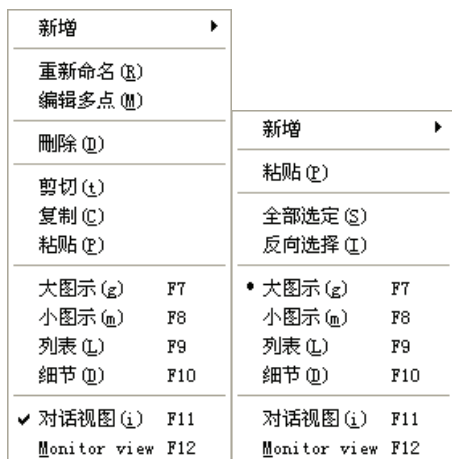 新增
重新命名(R)
编辑多点(M)
刪除(D)
剪切(t)
复制(C)
粘贴(P)
大图示(g) F7
小图示(m) F8
列表(L) F9
细节(D) F10
对话视图(i) F11
Monitor view F12
新增
粘贴(P)
全部选定(S)
反向选择(I)
大图示(g) F7
小图示(m) F8
列表(L) F9
细节(D) F10
对话视图(i) F11
Monitor view F12